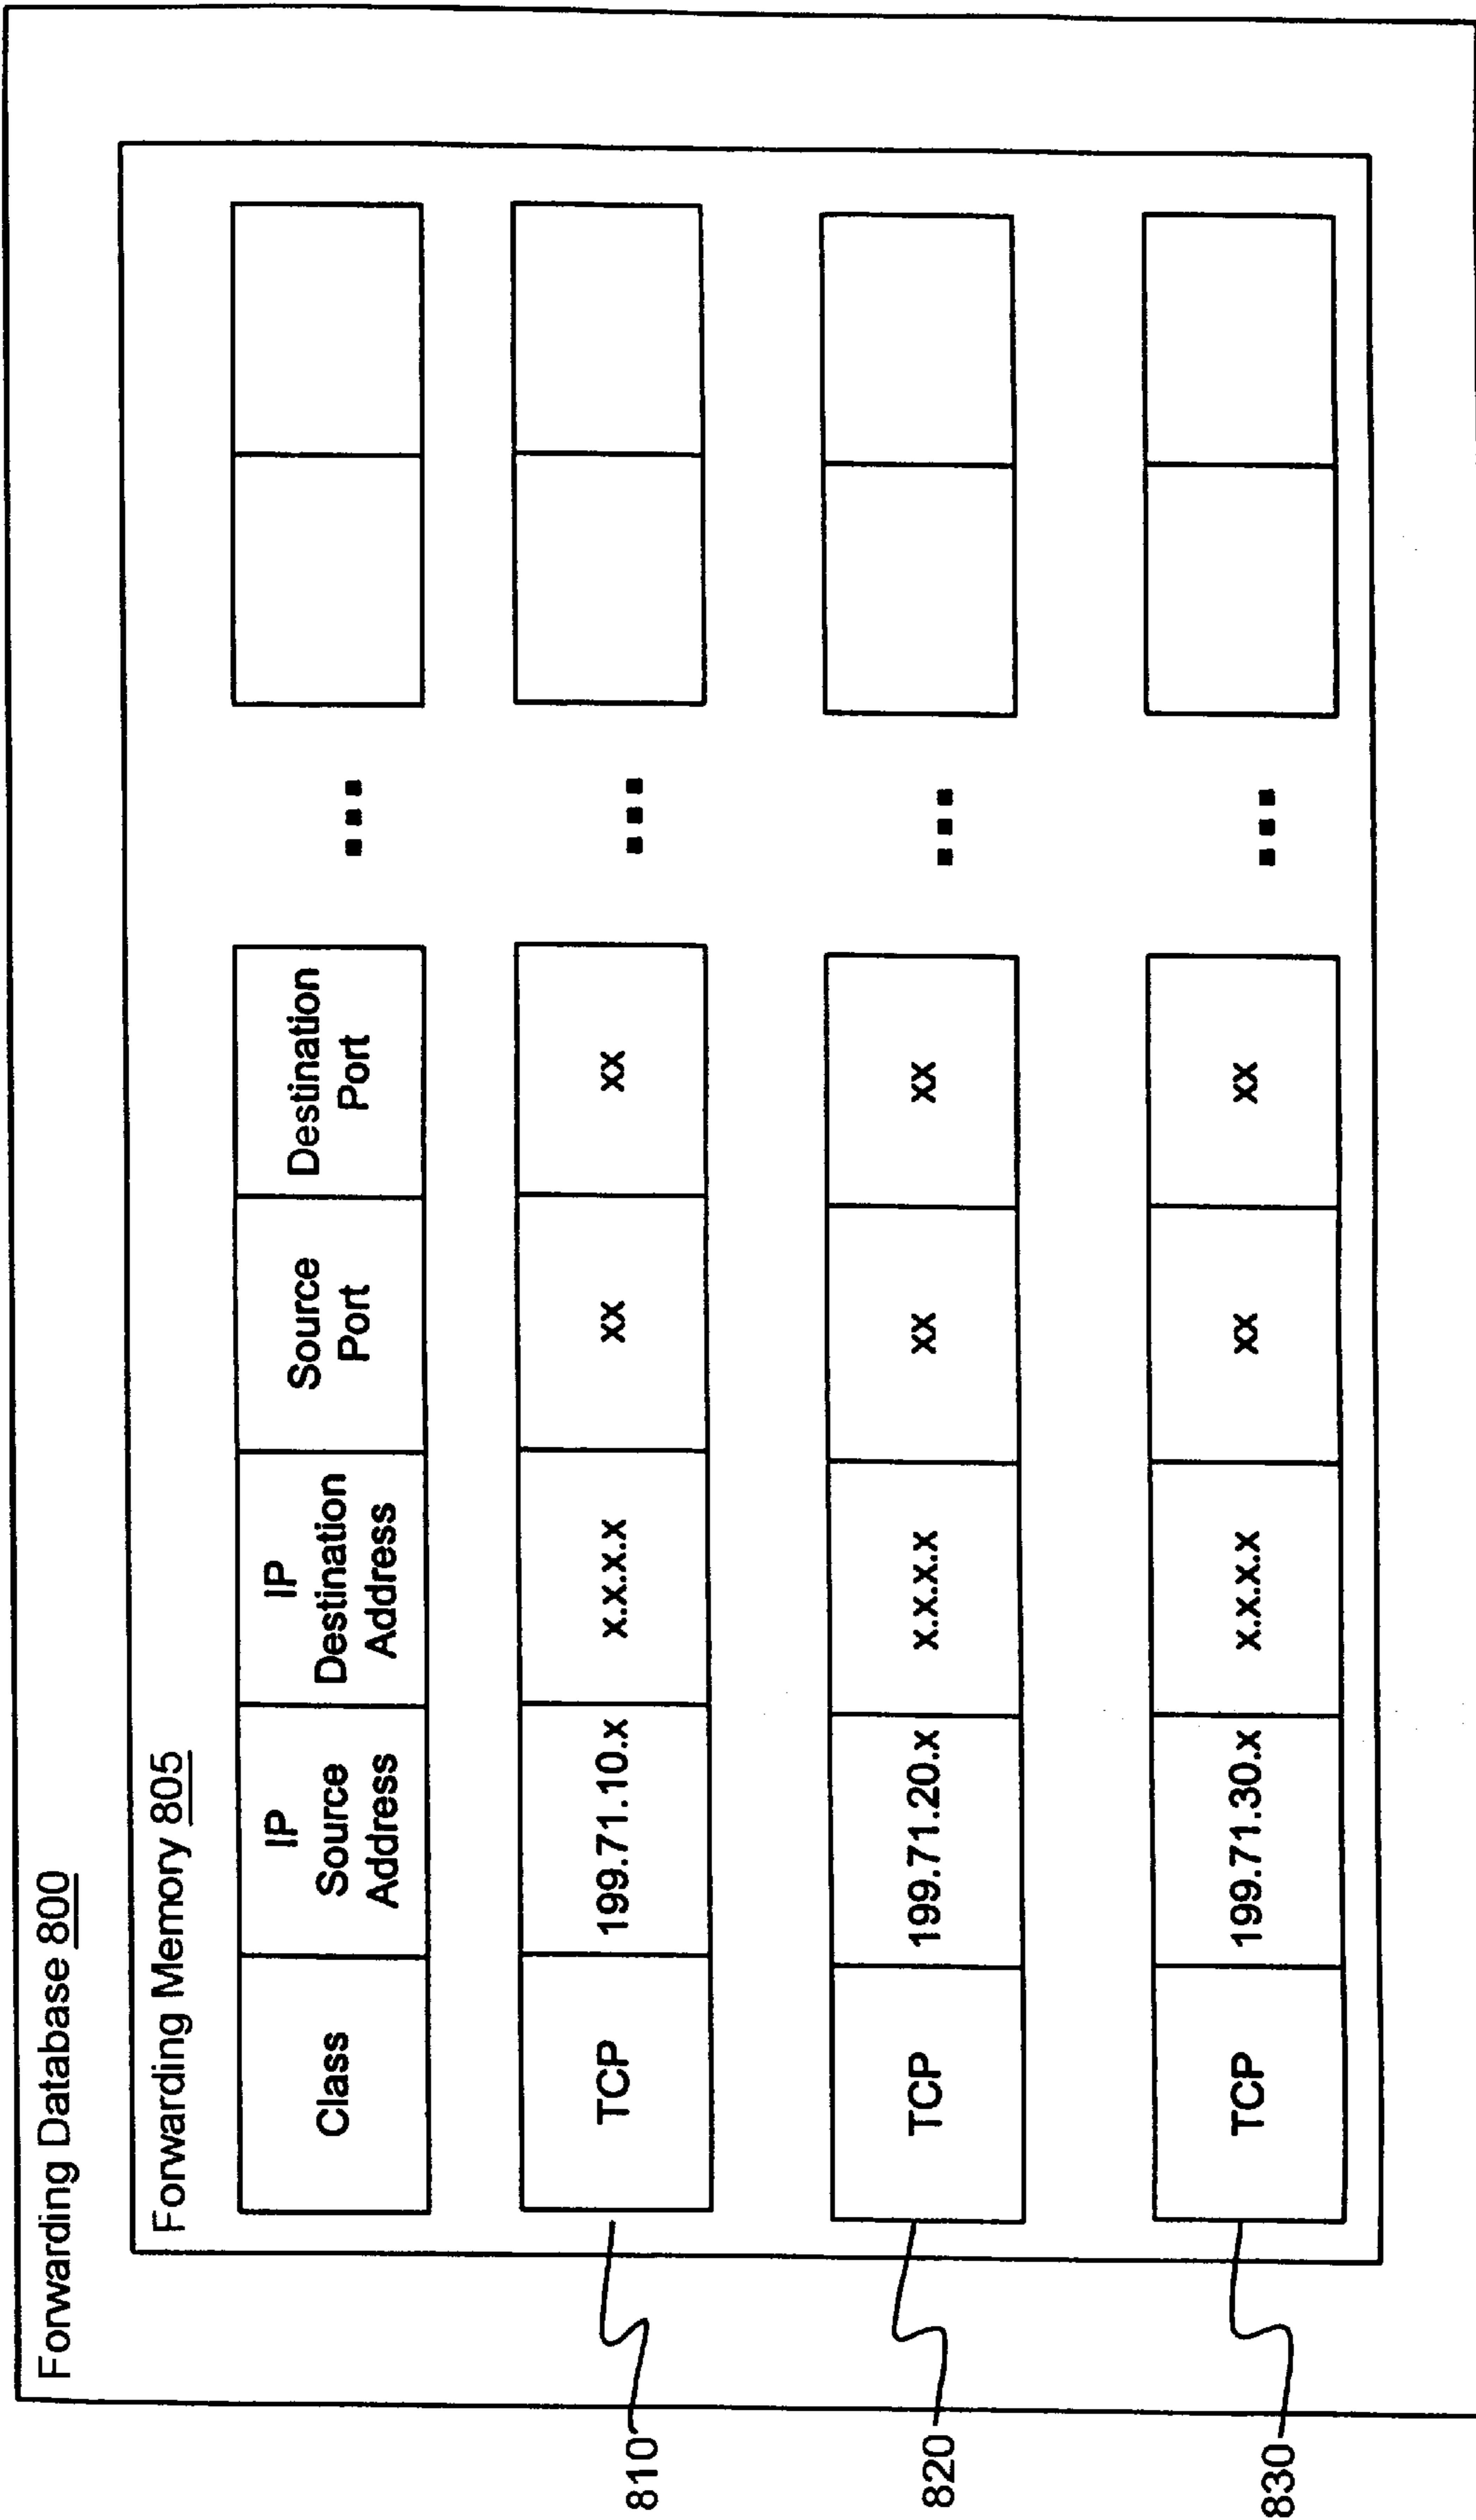 Forwarding Database 800
Forwarding Memory 805
Class
IP
Source
Address
IP
Destination
Address
Source
Port
Destination
Port
810
TCP
199.71.10.x
x.x.x.x
xx
xx
820
TCP
199.71.20.x
x.x.x.x
xx
xx
830
TCP
199.71.30.x
x.x.x.x
xx
xx